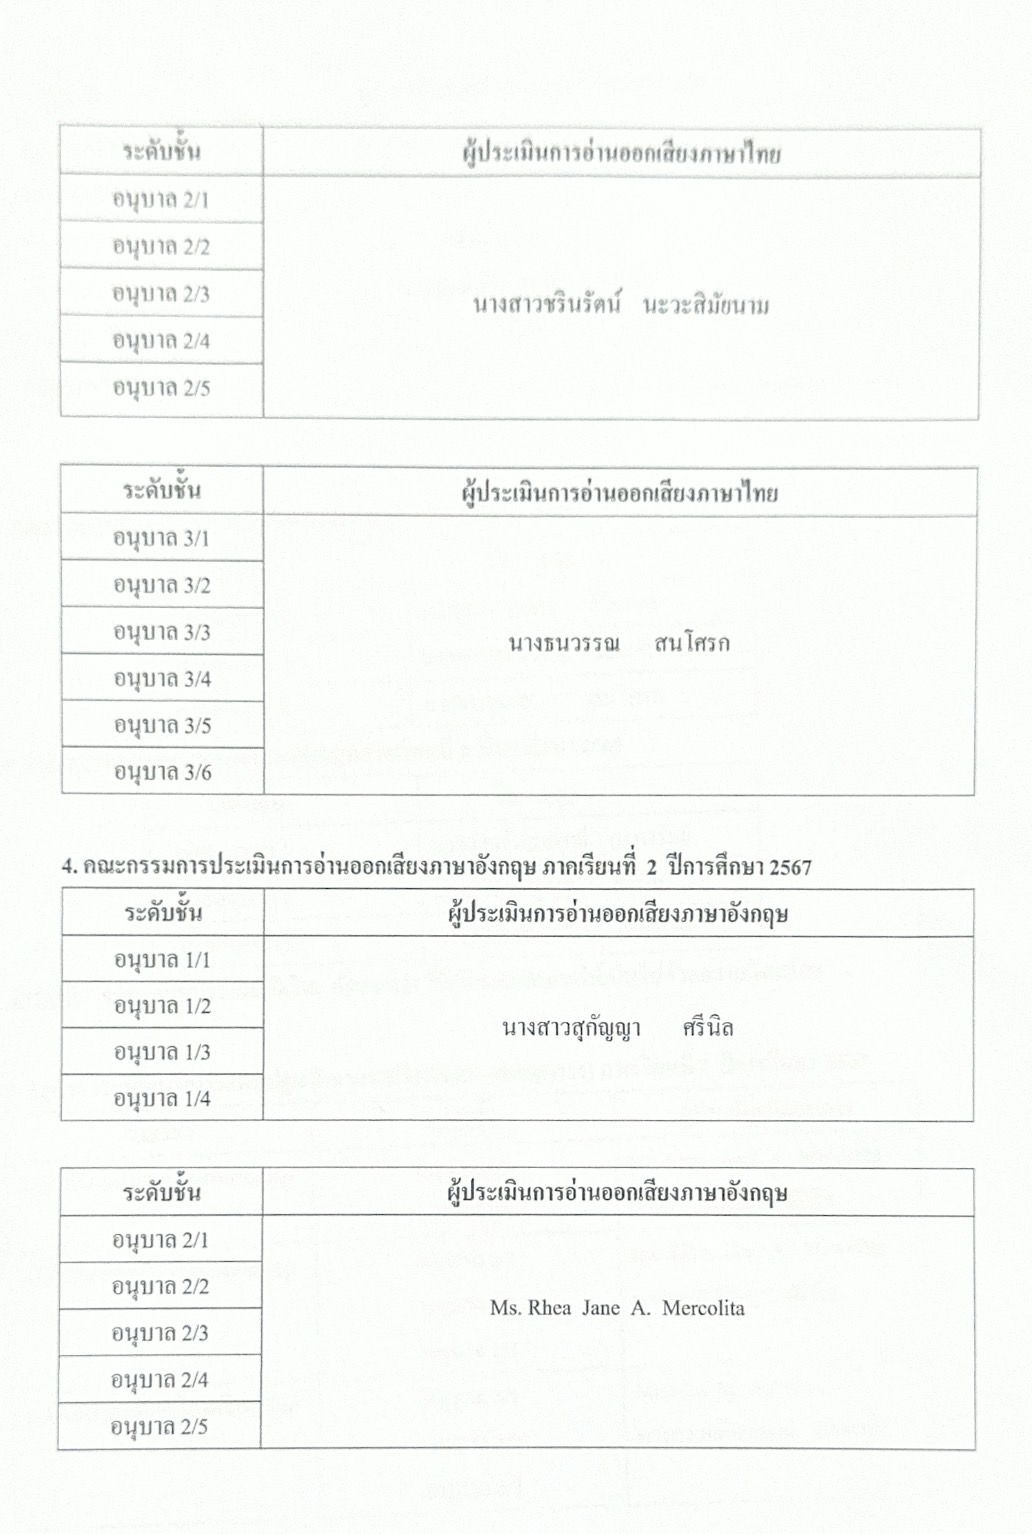 ระดับชั้น ผู้ประเมินการอ่านออกเสียงภาษาไทย
อนุบาล 2/1
อนุบาล 2/2
อนุบาล 2/3
นางสาวชรินรัตน์ นะวะสิมัยนาม
อนุบาล 2/4
อนุบาล 2/5
ระดับชั้น ผู้ประเมินการอ่านออกเสียงภาษาไทย
อนุบาล 3/1
อนุบาล 3/2
อนุบาล 3/3
นางธนวรรณ สนโศรก
อนุบาล 3/4
อนุบาล 3/5
อนุบาล 3/6
4. คณะกรรมการประเมินการอ่านออกเสียงภาษาอังกฤษ ภาคเรียนที่ 2 ปีการศึกษา 2567
ระดับชั้น ผู้ประเมินการอ่านออกเสียงภาษาอังกฤษ
อนุบาล 1/1
อนุบาล 1/2
นางสาวสุกัญญา ศรีนิล
อนุบาล 1/3
อนุบาล 1/4
ระดับชั้น ผู้ประเมินการอ่านออกเสียงภาษาอังกฤษ
อนุบาล 2/1
อนุบาล 2/2
Ms. Rhea Jane A. Mercolita
อนุบาล 2/3
อนุบาล 2/4
อนุบาล 2/5